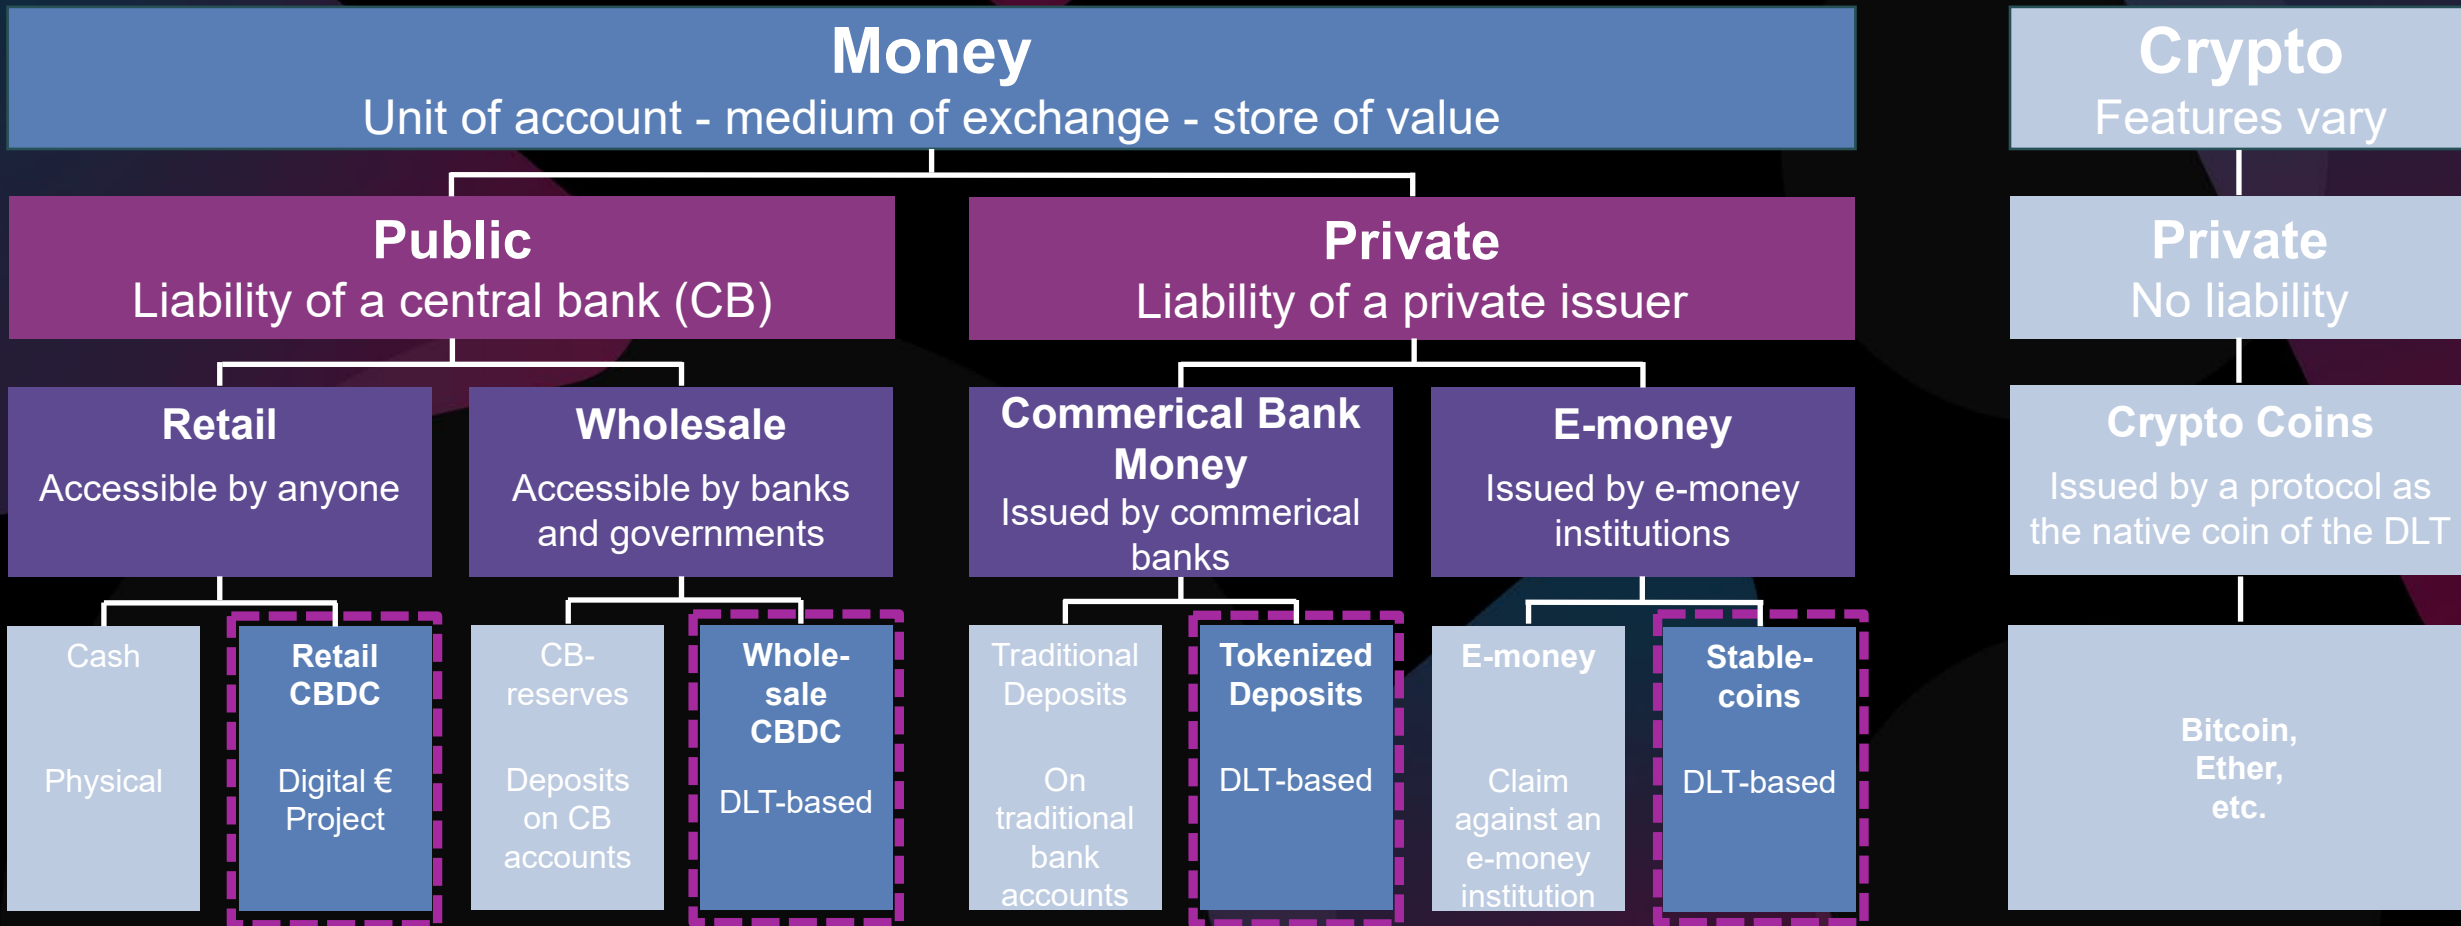 Money
Unit of account - medium of exchange - store of value
Crypto
Features vary
Public
Liability of a central bank (CB)
Private
Liability of a private issuer
Private
No liability
Retail
Accessible by anyone
Wholesale
Accessible by banks
and governments
Commerical Bank
Money
Issued by commerical
banks
E-money
Issued by e-money
institutions
Crypto Coins
Issued by a protocol as
the native coin of the DLT
Cash
Physical
Retail
CBDC
Digital €
Project
CB-
reserves
Deposits
on CB
accounts
Whole-
sale
CBDC
DLT-based
Traditional
Deposits
On
traditional
bank
accounts
Tokenized
Deposits
DLT-based
E-money
Claim
against an
e-money
institution
Stable-
coins
DLT-based
Bitcoin,
Ether,
etc.